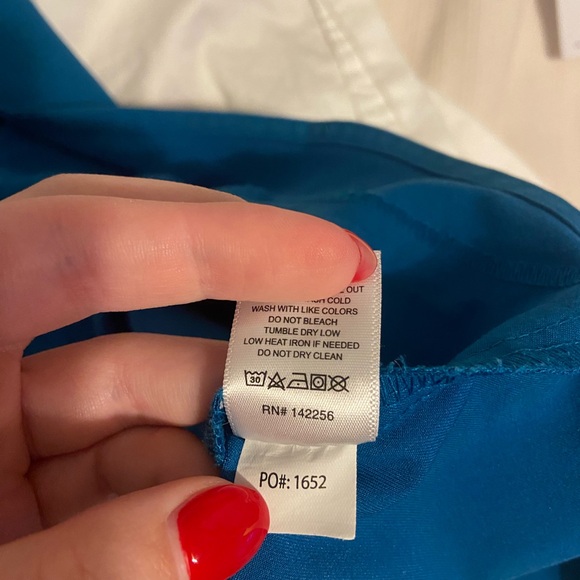 OUT
COLD
WASH WITH LIKE COLORS
DO NOT BLEACH
TUMBLE DRY LOW
LOW HEAT IRON IF NEEDED
DO NOT DRY CLEAN
30
RN# 142256
PO#: 1652